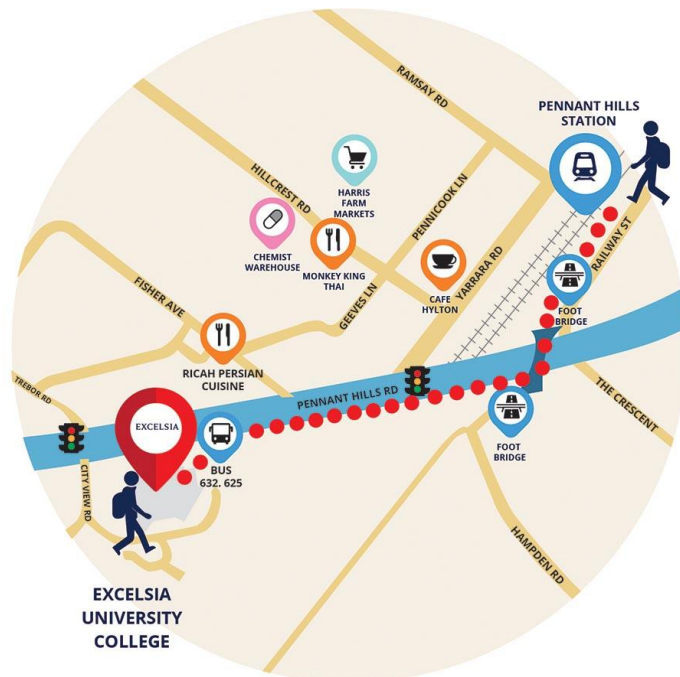 RAMSAY RD
PENNANT HILLS
STATION
HILLCREST RD
HARRIS
FARM
MARKETS
PENNICOOK LN
CHEMIST
WAREHOUSE
MONKEY KING
THAI
YARRARA RD
RAILWAY ST
CAFE
HYLTON
FISHER AVE
GEEVES LN
FOOT
BRIDGE
RICAH PERSIAN
CUISINE
TREBOR RD
PENNANT HILLS RD
THE CRESCENT
EXCELSIA
BUS
632. 625
FOOT
BRIDGE
CITY VIEW RD
HAMPDEN RD
EXCELSIA
UNIVERSITY
COLLEGE